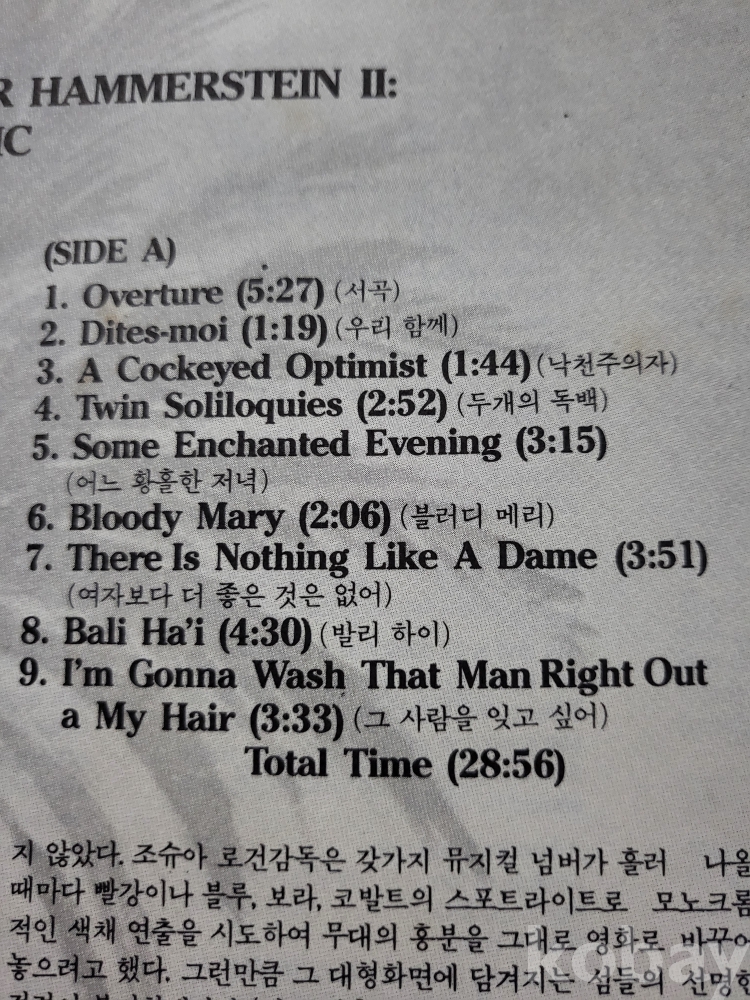 R HAMMERSTEIN II:
IC
(SIDE A)
1. Overture (5:27) (서곡)
2. Dites-moi (1:19) (우리 함께)
3. A Cockeyed Optimist (1:44) (낙천주의자)
4. Twin Soliloquies (2:52) (두개의 독백)
5. Some Enchanted Evening (3:15)
(어느 황홀한 저녁)
6. Bloody Mary (2:06) (블러디 메리)
7. There Is Nothing Like A Dame (3:51)
(여자보다 더 좋은 것은 없어)
8. Bali Ha'i (4:30) (발리 하이)
9. I'm Gonna Wash That Man Right Out
a My Hair (3:33) (그 사람을 잊고 싶어)
Total Time (28:56)
지 않았다. 조슈아 로건감독은 갖가지 뮤지컬 넘버가 흘러 나올
때마다 빨강이나 블루, 보라, 코발트의 스포트라이트로 모노크롬
적인 색채 연출을 시도하여 무대의 흥분을 그대로 영화로 바꾸어
놓으려고 했다. 그런만큼 그 대형화면에 담겨지는 섬들의 선명한
kobay